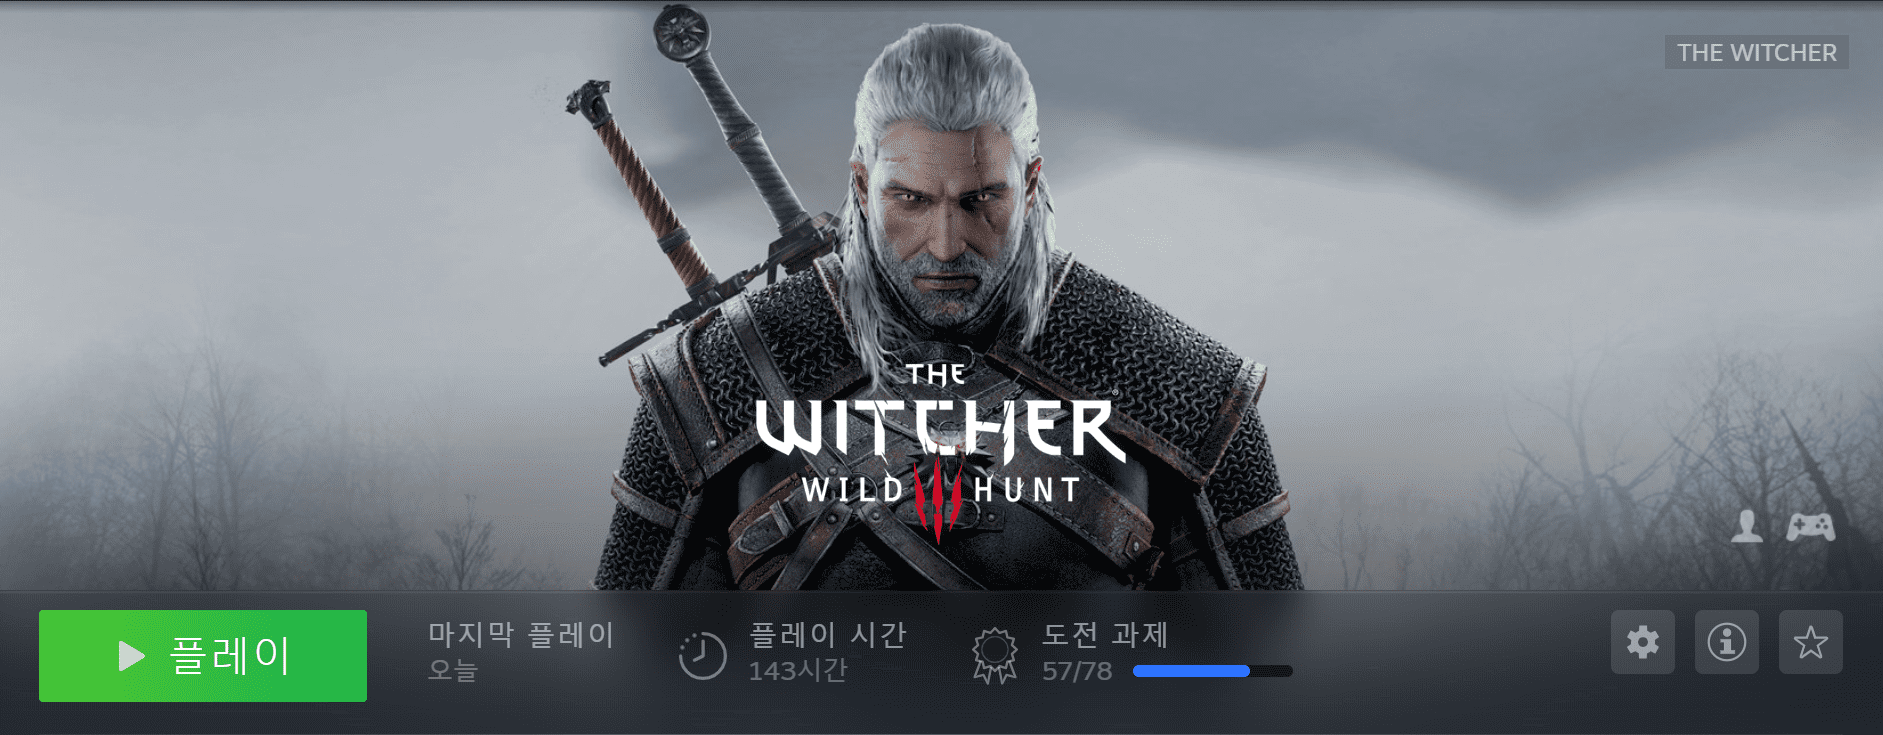 THE WITCHER
THE
WITCHER®
WILD HUNT
플레이
마지막 플레이
오늘
플레이 시간
143시간
도전 과제
57/78